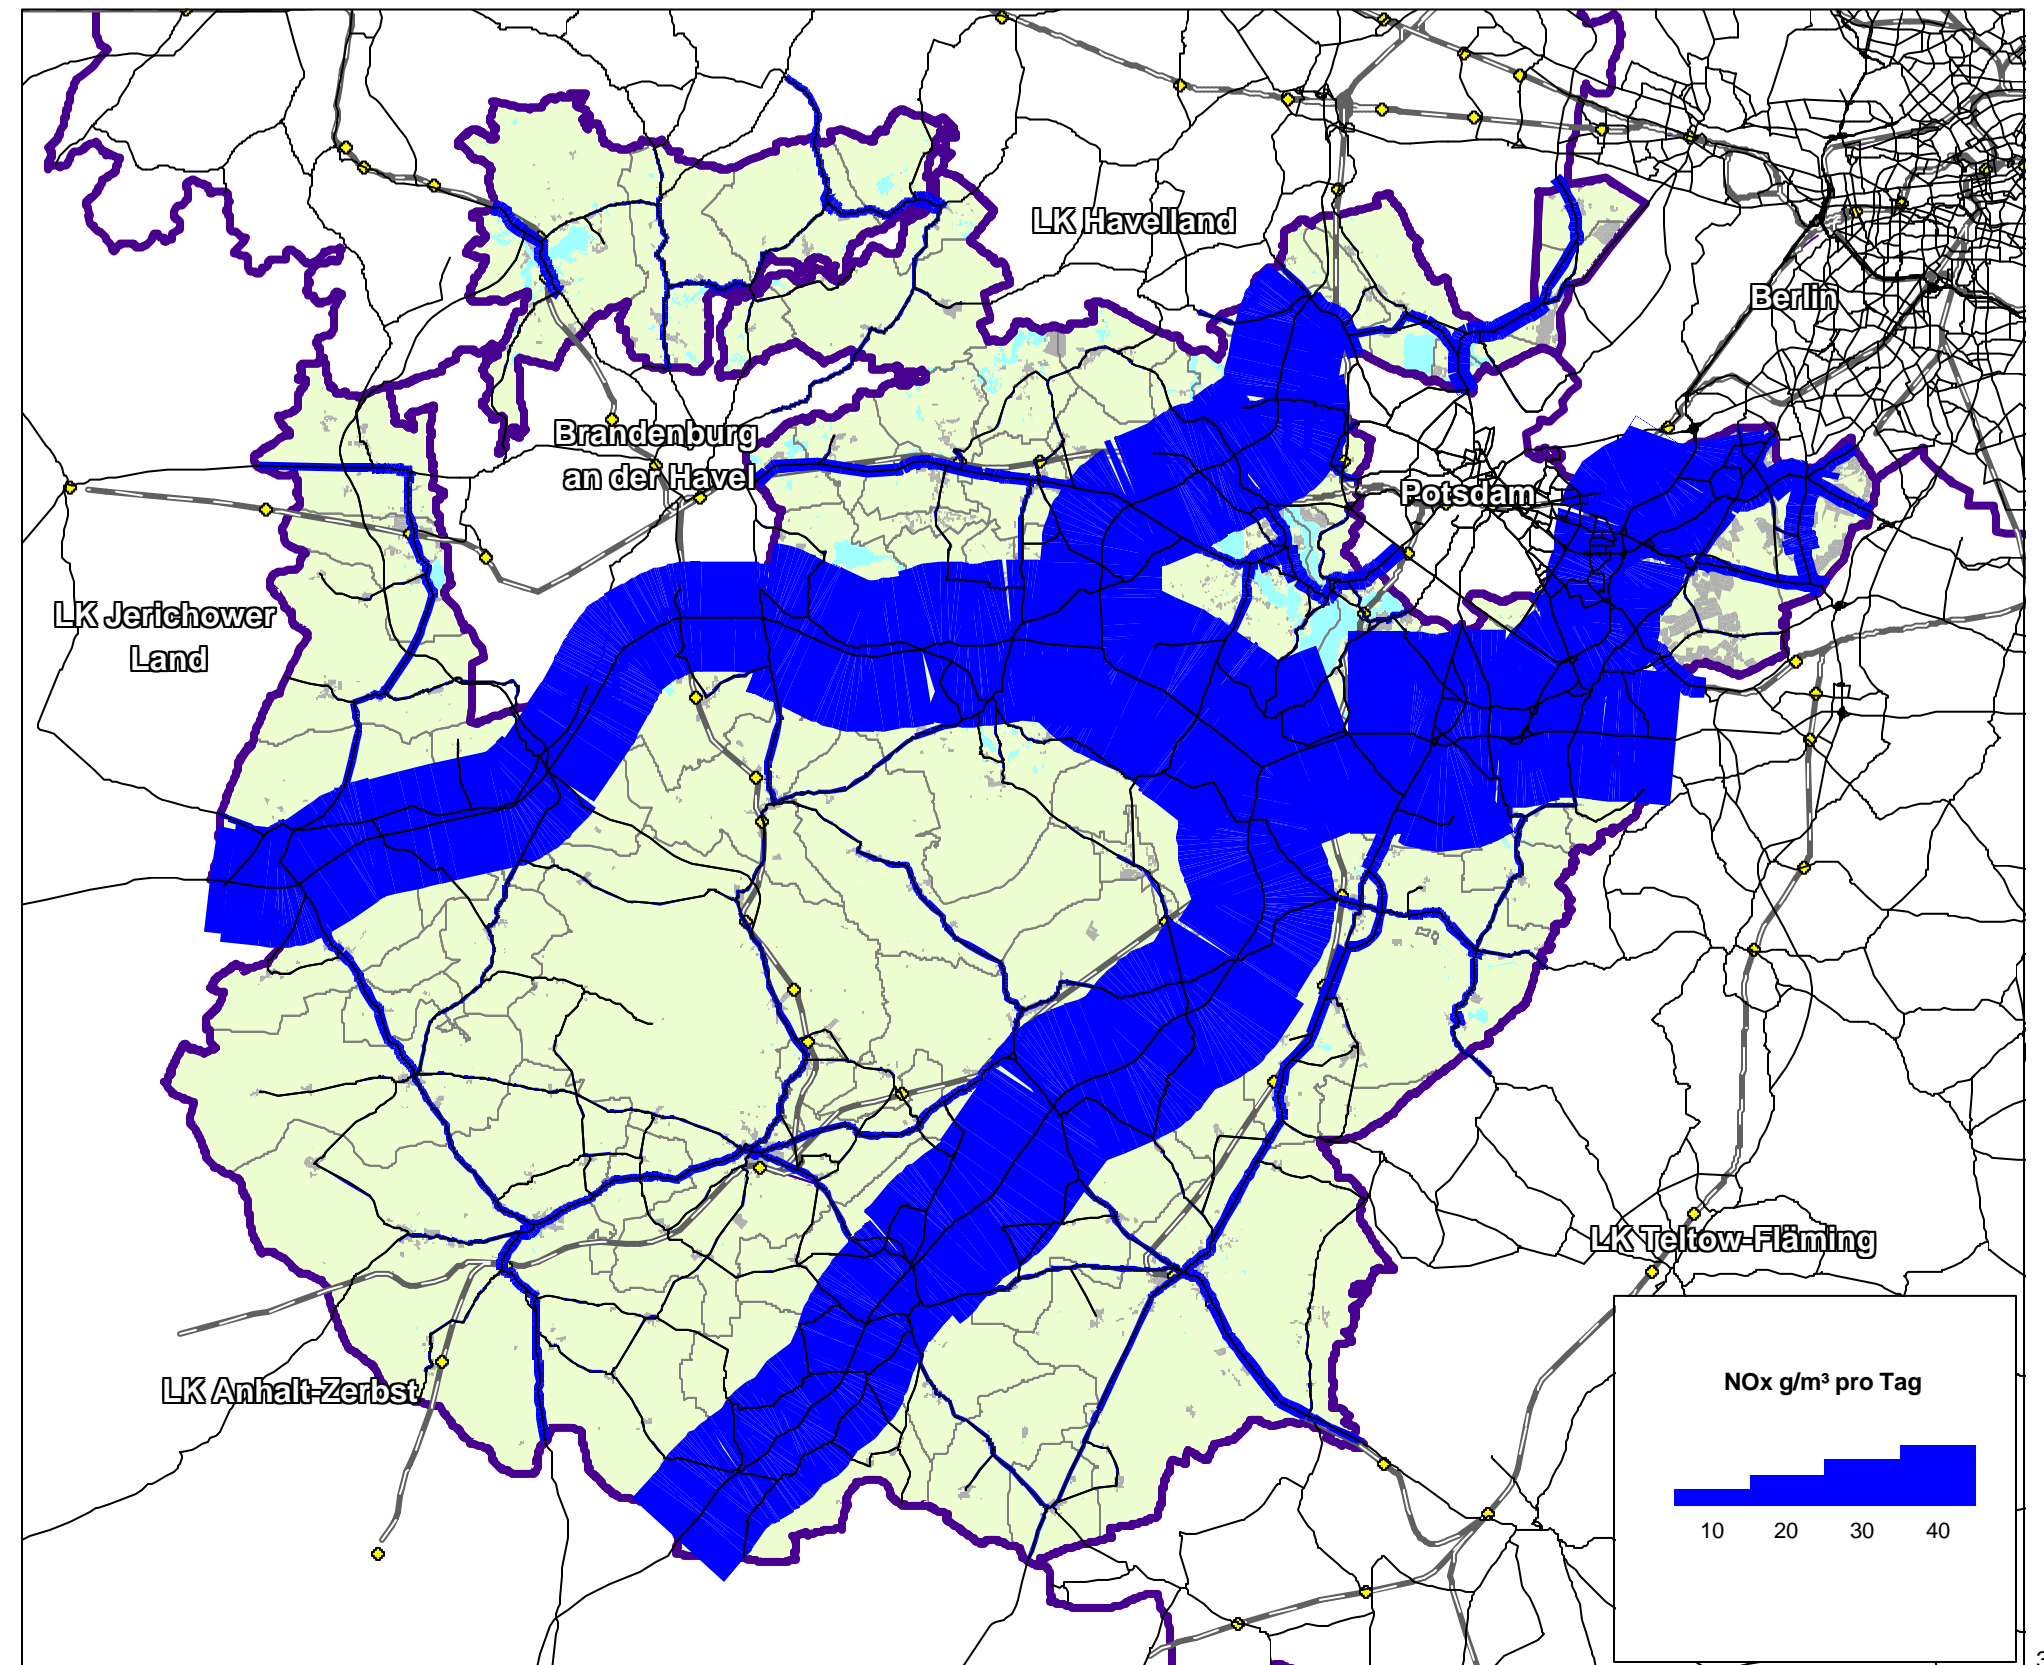 LK Havelland
Berlin
Brandenburg
an der Havel
Potsdam
LK Jerichower
Land
LK Teltow-Fläming
LK Anhalt-Zerbst
NOx g/m³ pro Tag
10 20 30 40